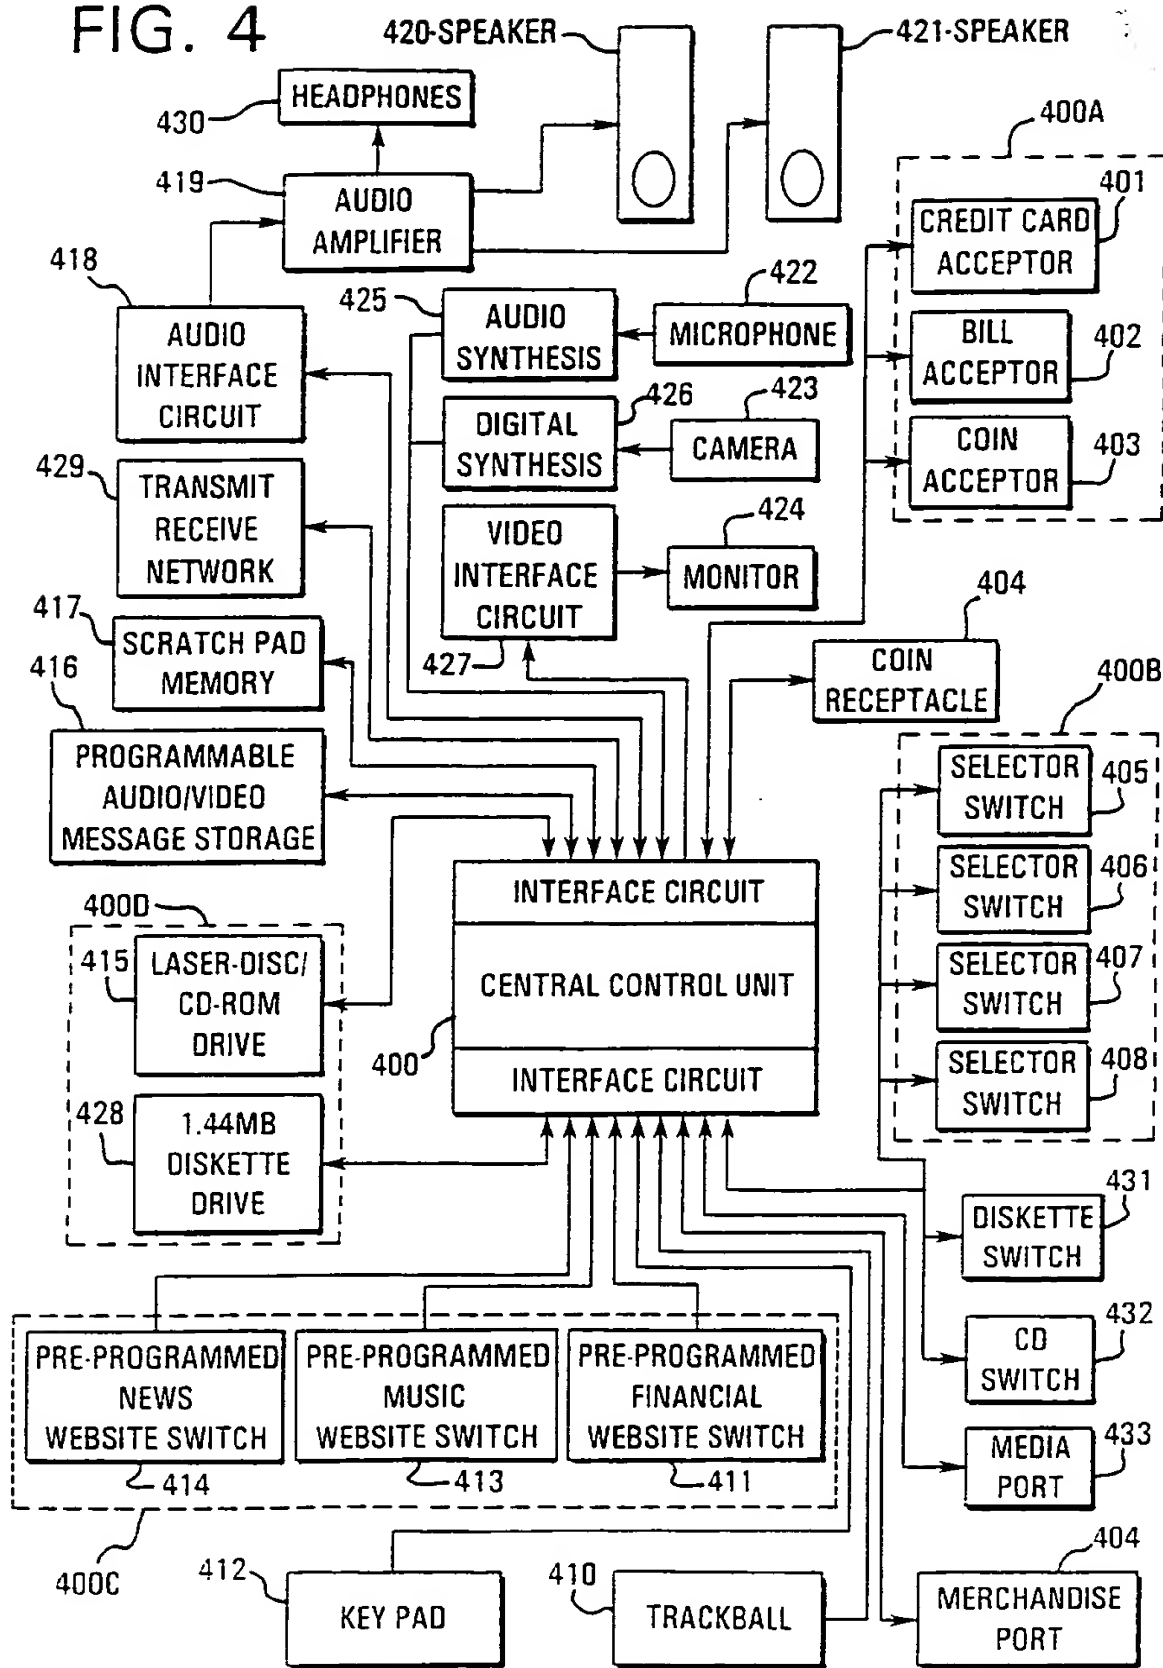 FIG. 4
420-SPEAKER
421-SPEAKER
HEADPHONES
430
400A
419
AUDIO
AMPLIFIER
401
CREDIT CARD
ACCEPTOR
418
425
422
AUDIO
INTERFACE
CIRCUIT
AUDIO
SYNTHESIS
MICROPHONE
BILL
ACCEPTOR
402
426
423
DIGITAL
SYNTHESIS
CAMERA
COIN
ACCEPTOR
403
429
TRANSMIT
RECEIVE
NETWORK
VIDEO
INTERFACE
CIRCUIT
424
MONITOR
427
417
SCRATCH PAD
MEMORY
404
COIN
RECEPTACLE
416
400B
PROGRAMMABLE
AUDIO/VIDEO
MESSAGE STORAGE
SELECTOR
SWITCH
405
SELECTOR
SWITCH
406
INTERFACE CIRCUIT
400D
415
LASER-DISC/
CD-ROM
DRIVE
CENTRAL CONTROL UNIT
400
SELECTOR
SWITCH
407
INTERFACE CIRCUIT
SELECTOR
SWITCH
408
428
1.44MB
DISKETTE
DRIVE
431
DISKETTE
SWITCH
432
CD
SWITCH
PRE-PROGRAMMED
NEWS
WEBSITE SWITCH
414
PRE-PROGRAMMED
MUSIC
WEBSITE SWITCH
413
PRE-PROGRAMMED
FINANCIAL
WEBSITE SWITCH
411
MEDIA
PORT
433
400C
412
KEY PAD
410
TRACKBALL
404
MERCHANDISE
PORT